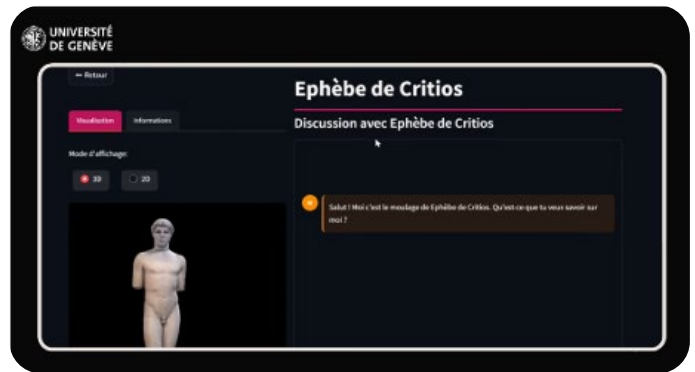 UNIVERSITÉ
DE GENÈVE
← Retour
Ephèbe de Critios
Visualisation
Informations
Discussion avec Ephèbe de Critios
Mode d'affichage:
3D
2D
Salut ! Moi c'est le moulage de Ephèbe de Critios. Qu'est-ce que tu veux savoir sur
moi ?